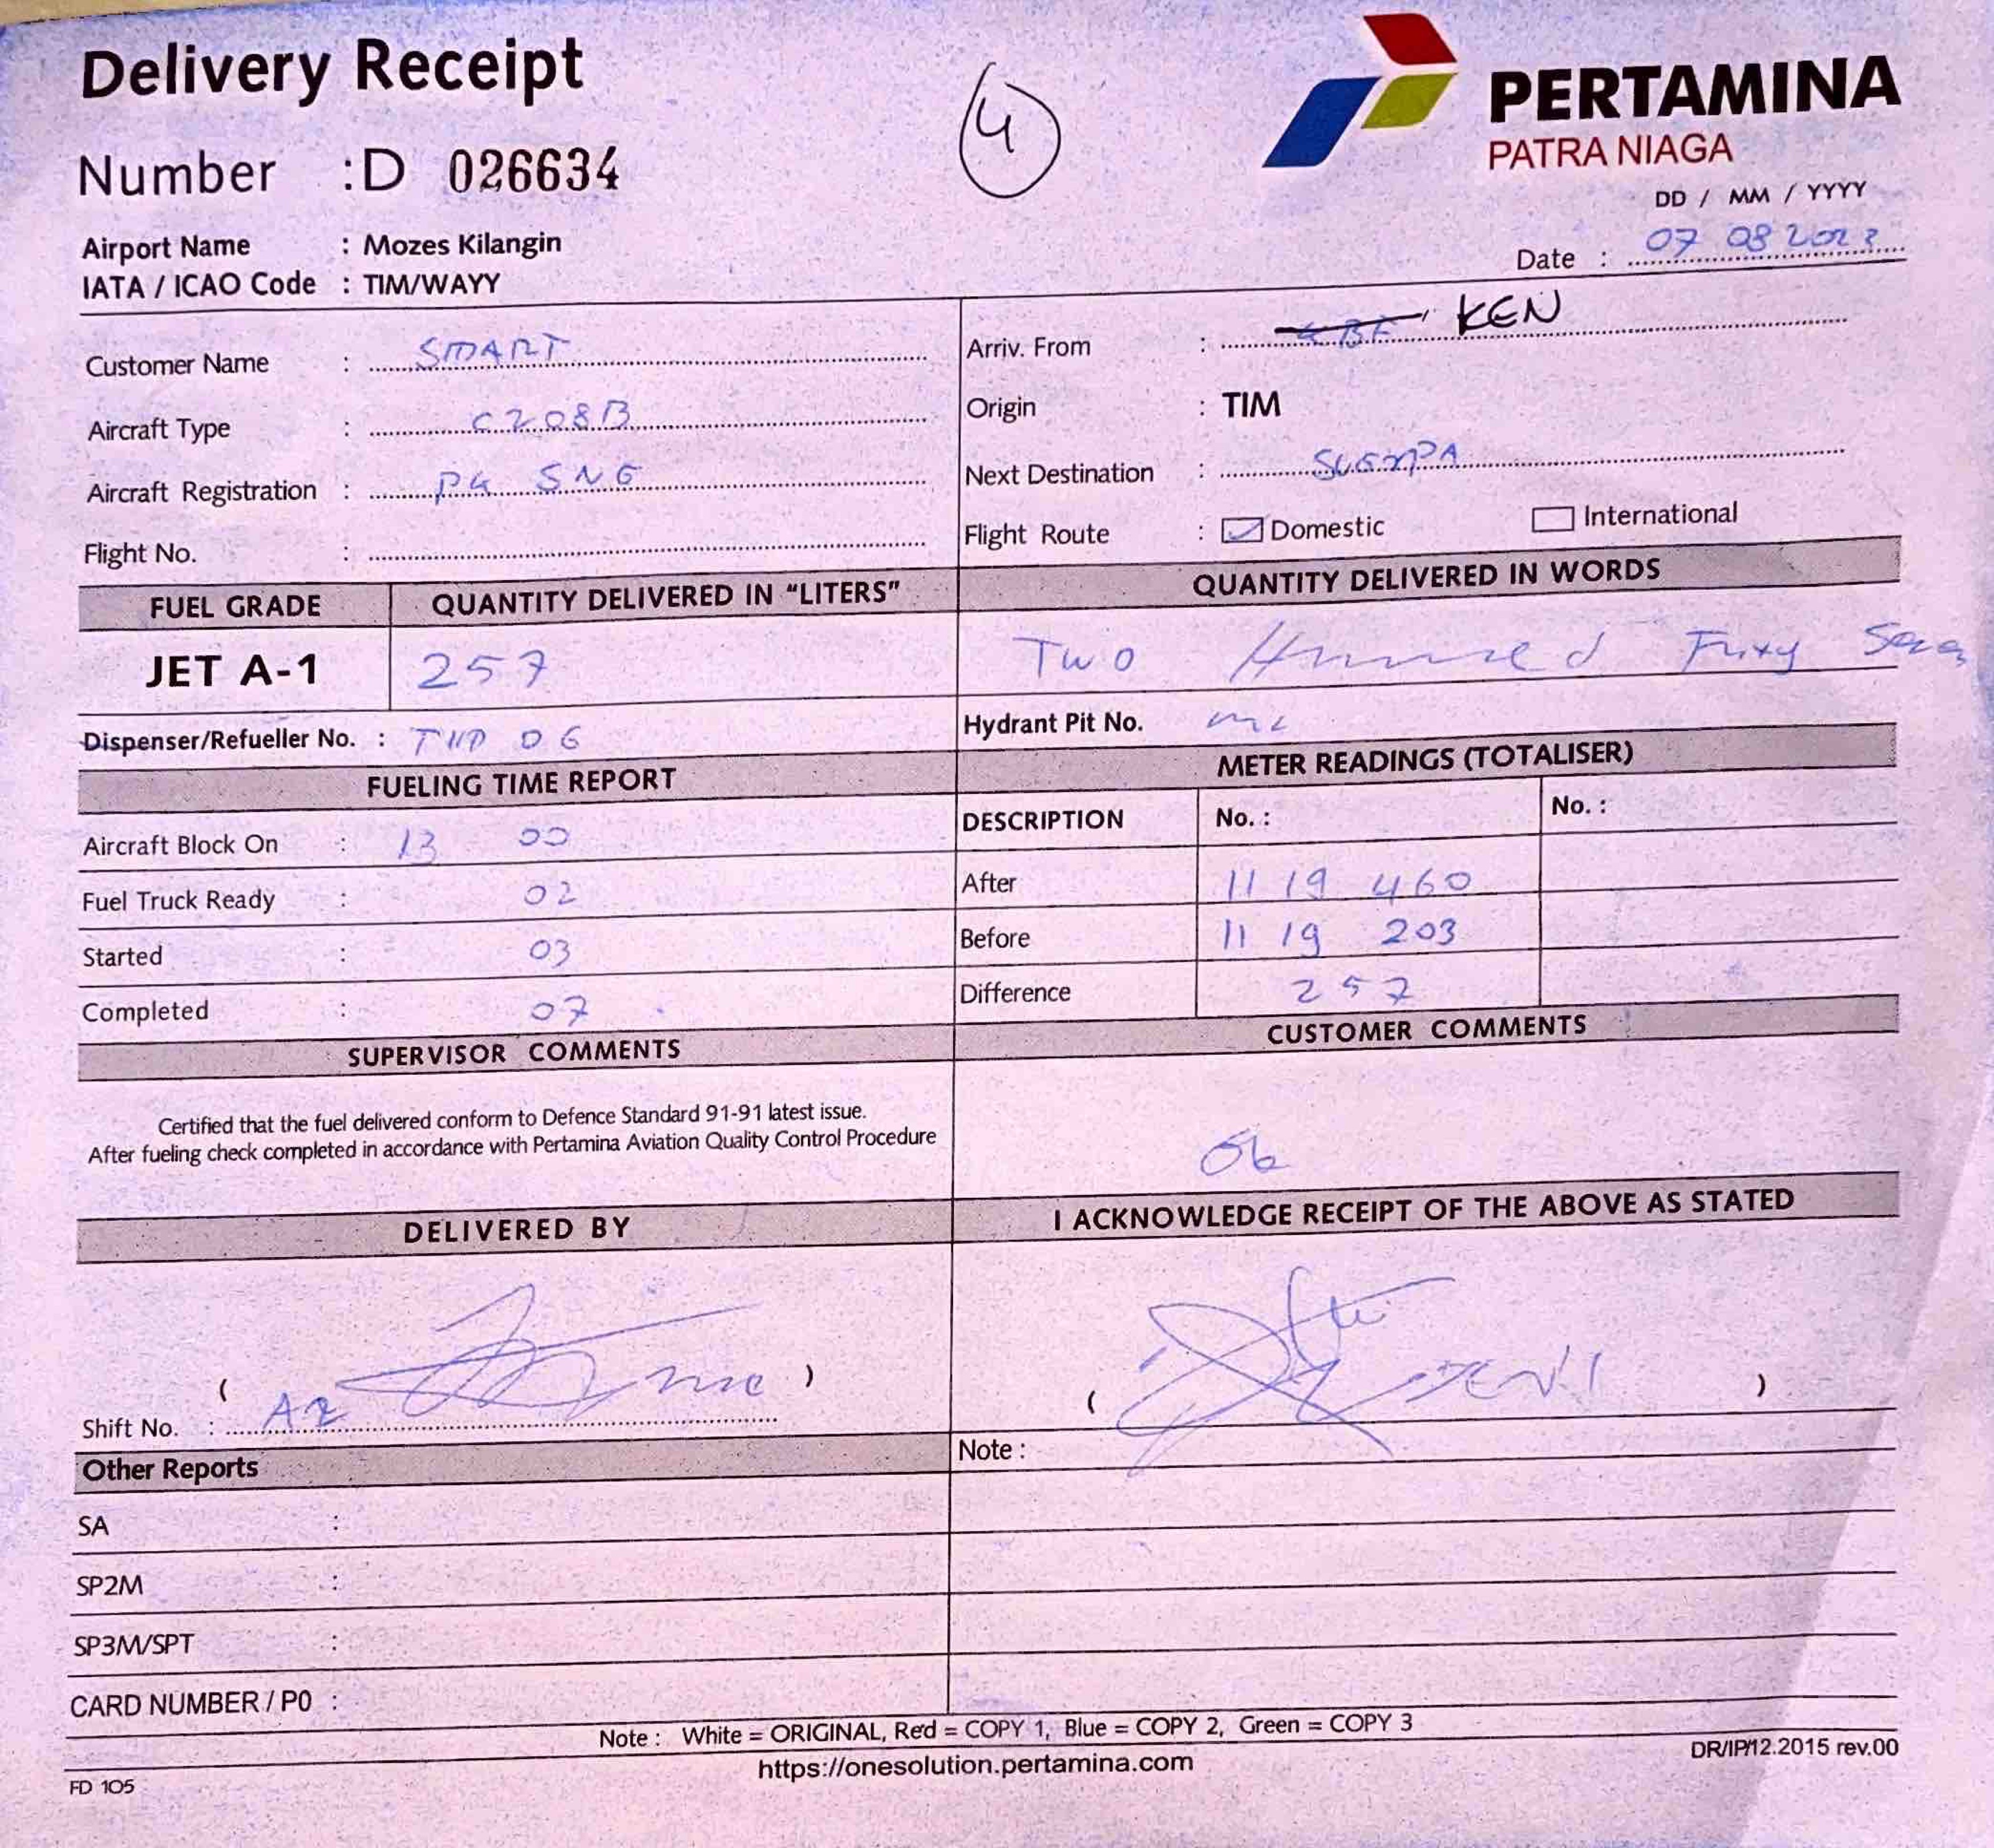 Delivery Receipt
4
PERTAMINA
PATRA NIAGA
Number : D 026634
DD / MM / YYYY
Airport Name : Mozes Kilangin
Date : 07 08 2023
IATA / ICAO Code : TIM/WAYY
Customer Name : SMART
Arriv. From : KEN
Aircraft Type : C208B
Origin : TIM
Aircraft Registration : PK SNG
Next Destination :
Flight No. :
Flight Route : Domestic International
FUEL GRADE QUANTITY DELIVERED IN "LITERS" QUANTITY DELIVERED IN WORDS
JET A-1 257 Two Hundred Fifty Seven
Dispenser/Refueller No. : 06
Hydrant Pit No.
FUELING TIME REPORT METER READINGS (TOTALISER)
DESCRIPTION No. : No. :
Aircraft Block On : 13 00
After 11 19 460
Fuel Truck Ready : 02
Before 11 19 203
Started : 03
Difference 257
Completed : 07
SUPERVISOR COMMENTS CUSTOMER COMMENTS
Certified that the fuel delivered conform to Defence Standard 91-91 latest issue.
After fueling check completed in accordance with Pertamina Aviation Quality Control Procedure
Ok
DELIVERED BY I ACKNOWLEDGE RECEIPT OF THE ABOVE AS STATED
( ) ( DENI )
Shift No. : A2
Note :
Other Reports
SA :
SP2M :
SP3M/SPT :
CARD NUMBER / PO :
Note : White = ORIGINAL, Red = COPY 1, Blue = COPY 2, Green = COPY 3
https://onesolution.pertamina.com
DR/IP/12.2015 rev.00
FD 105